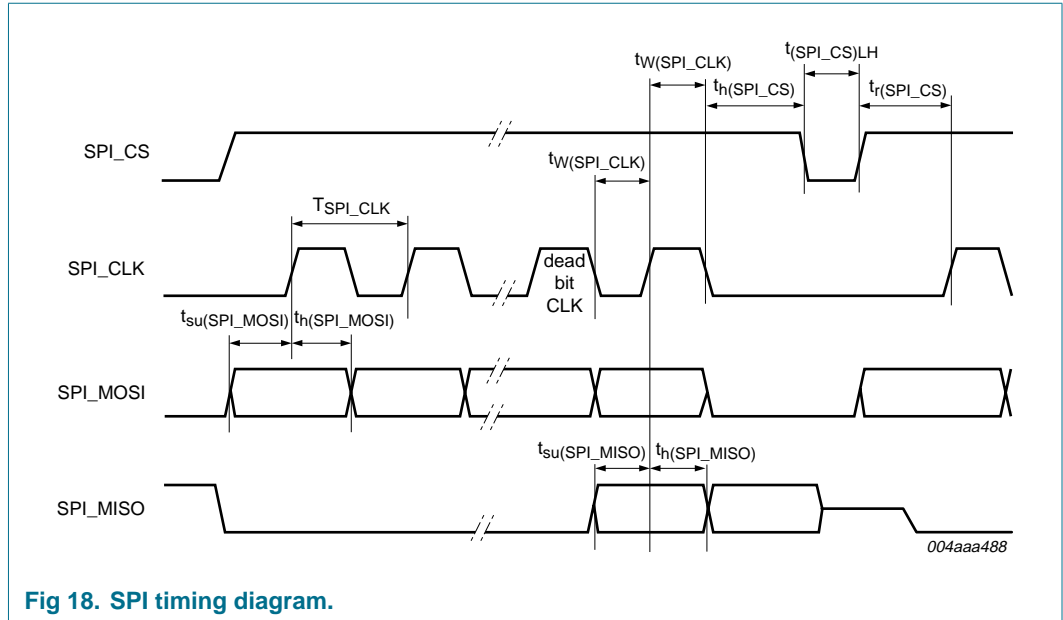 t(SPI_CS)LH
tW(SPI_CLK)
th(SPI_CS)
tr(SPI_CS)
SPI_CS
tW(SPI_CLK)
TSPI_CLK
SPI_CLK
dead
bit
CLK
tsu(SPI_MOSI)
th(SPI_MOSI)
SPI_MOSI
tsu(SPI_MISO)
th(SPI_MISO)
SPI_MISO
004aaa488
Fig 18. SPI timing diagram.